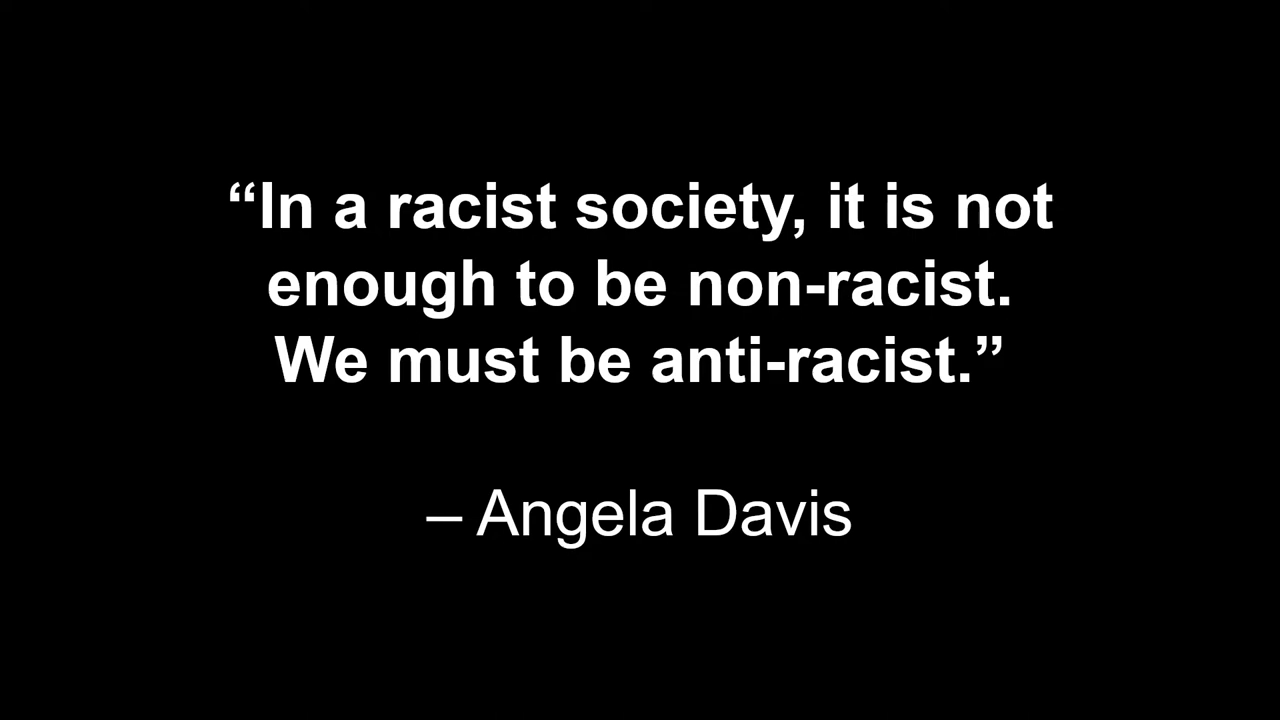 “In a racist society, it is not
enough to be non-racist.
We must be anti-racist.”
– Angela Davis